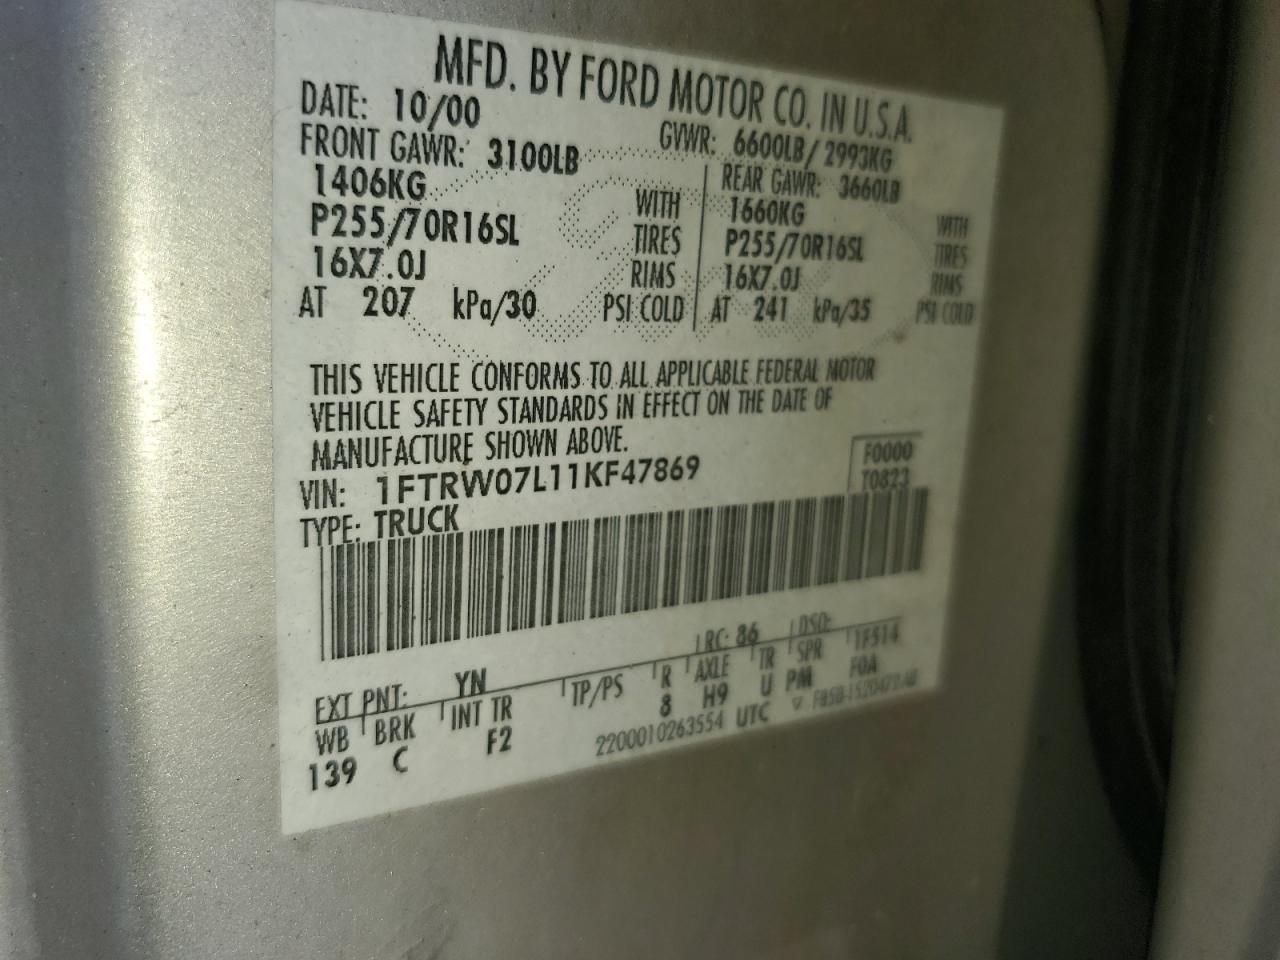 MFD. BY FORD MOTOR CO. IN U.S.A.
DATE: 10/00 GVWR: 6600LB/ 2993KG
FRONT GAWR: 3100LB REAR GAWR: 3660LB
1406KG WITH 1660KG WITH
P255/70R16SL TIRES P255/70R16SL TIRES
16X7.0J RIMS 16X7.0J RIMS
AT 207 kPa/30 PSI COLD AT 241 kPa/35 PSI COLD
THIS VEHICLE CONFORMS TO ALL APPLICABLE FEDERAL MOTOR
VEHICLE SAFETY STANDARDS IN EFFECT ON THE DATE OF
MANUFACTURE SHOWN ABOVE.
VIN: 1FTRW07L11KF47869 F0000
TYPE: TRUCK T0823
EXT PNT: YN RC: 86 DSO:
WB BRK INT TR TP/PS R AXLE TR SPR 1F514
139 C F2 8 H9 U PM F0A
2200010263554 UTC